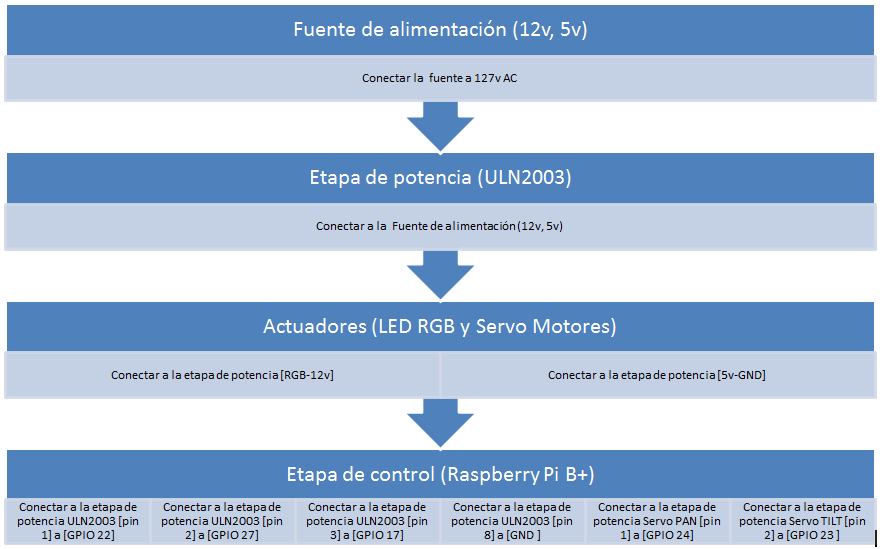 Fuente de alimentación (12v, 5v)
Conectar la fuente a 127v AC
Etapa de potencia (ULN2003)
Conectar a la Fuente de alimentación (12v, 5v)
Actuadores (LED RGB y Servo Motores)
Conectar a la etapa de potencia [RGB-12v]
Conectar a la etapa de potencia [5v-GND]
Etapa de control (Raspberry Pi B+)
Conectar a la etapa de
potencia ULN2003 [pin
1] a [GPIO 22]
Conectar a la etapa de
potencia ULN2003 [pin
2] a [GPIO 27]
Conectar a la etapa de
potencia ULN2003 [pin
3] a [GPIO 17]
Conectar a la etapa de
potencia ULN2003 [pin
8] a [GND ]
Conectar a la etapa de
potencia Servo PAN [pin
1] a [GPIO 24]
Conectar a la etapa de
potencia Servo TILT [pin
2] a [GPIO 23 ]